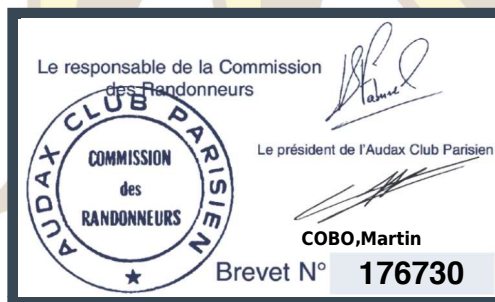 Le responsable de la Commission
des Randonneurs
AUDAX CLUB PARISIEN
COMMISSION
des
RANDONNEURS
Le président de l'Audax Club Parisien
COBO,Martin
Brevet N° 176730